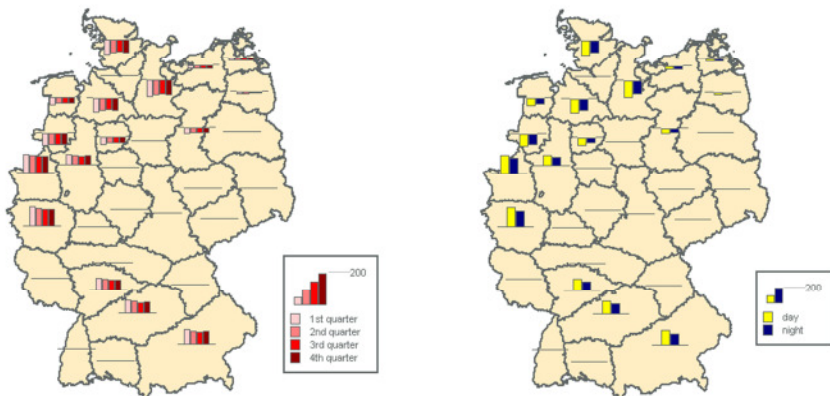 200
1st quarter
2nd quarter
3rd quarter
4th quarter
200
day
night